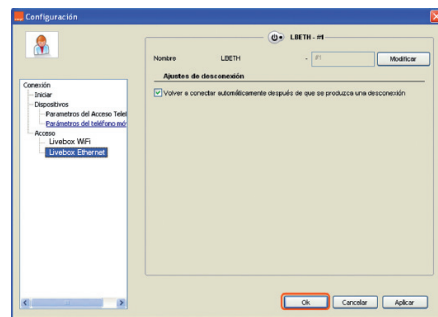 Configuración
LBETH - #1
Nombre LBETH - #1 Modificar
Ajustes de desconexión
Volver a conectar automáticamente después de que se produzca una desconexión
Conexión
Iniciar
Dispositivos
Parametros del Acceso Telef
Parámetros del teléfono móv
Acceso
Livebox WiFi
Livebox Ethernet
Ok Cancelar Aplicar